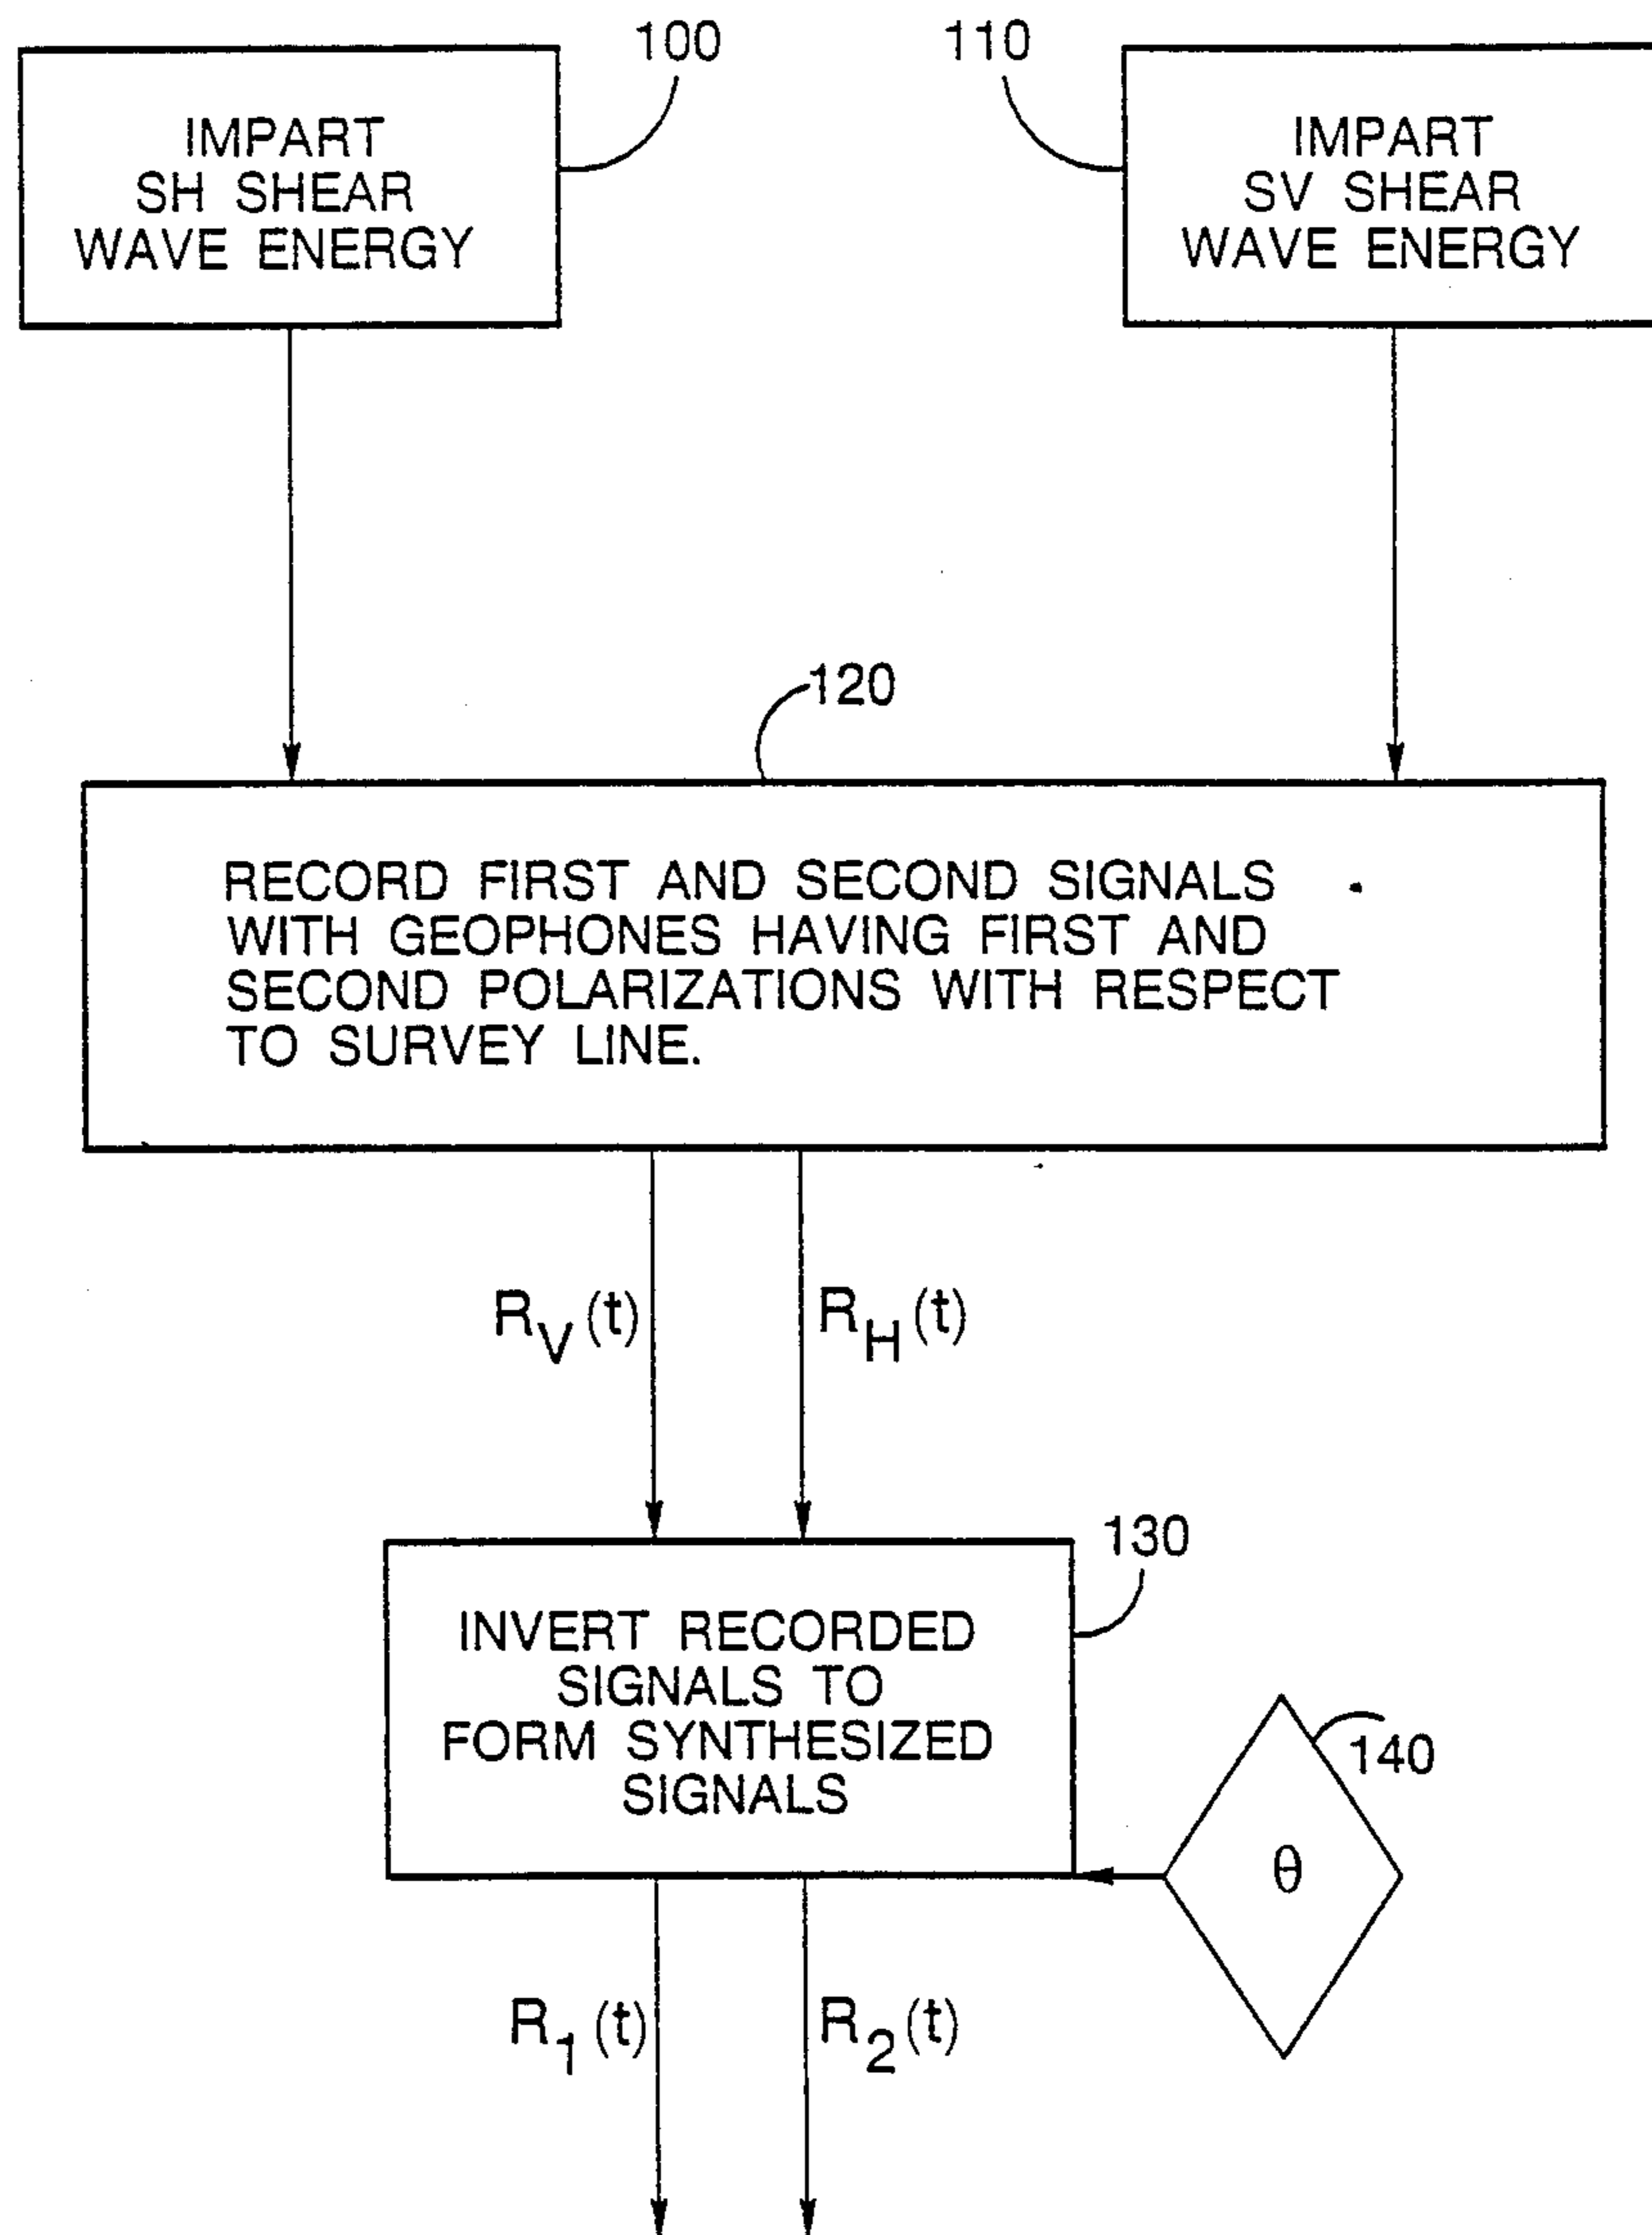 100
110
IMPART
SH SHEAR
WAVE ENERGY
IMPART
SV SHEAR
WAVE ENERGY
120
RECORD FIRST AND SECOND SIGNALS
WITH GEOPHONES HAVING FIRST AND
SECOND POLARIZATIONS WITH RESPECT
TO SURVEY LINE.
R_V(t)
R_H(t)
130
INVERT RECORDED
SIGNALS TO
FORM SYNTHESIZED
SIGNALS
140
θ
R_1(t)
R_2(t)